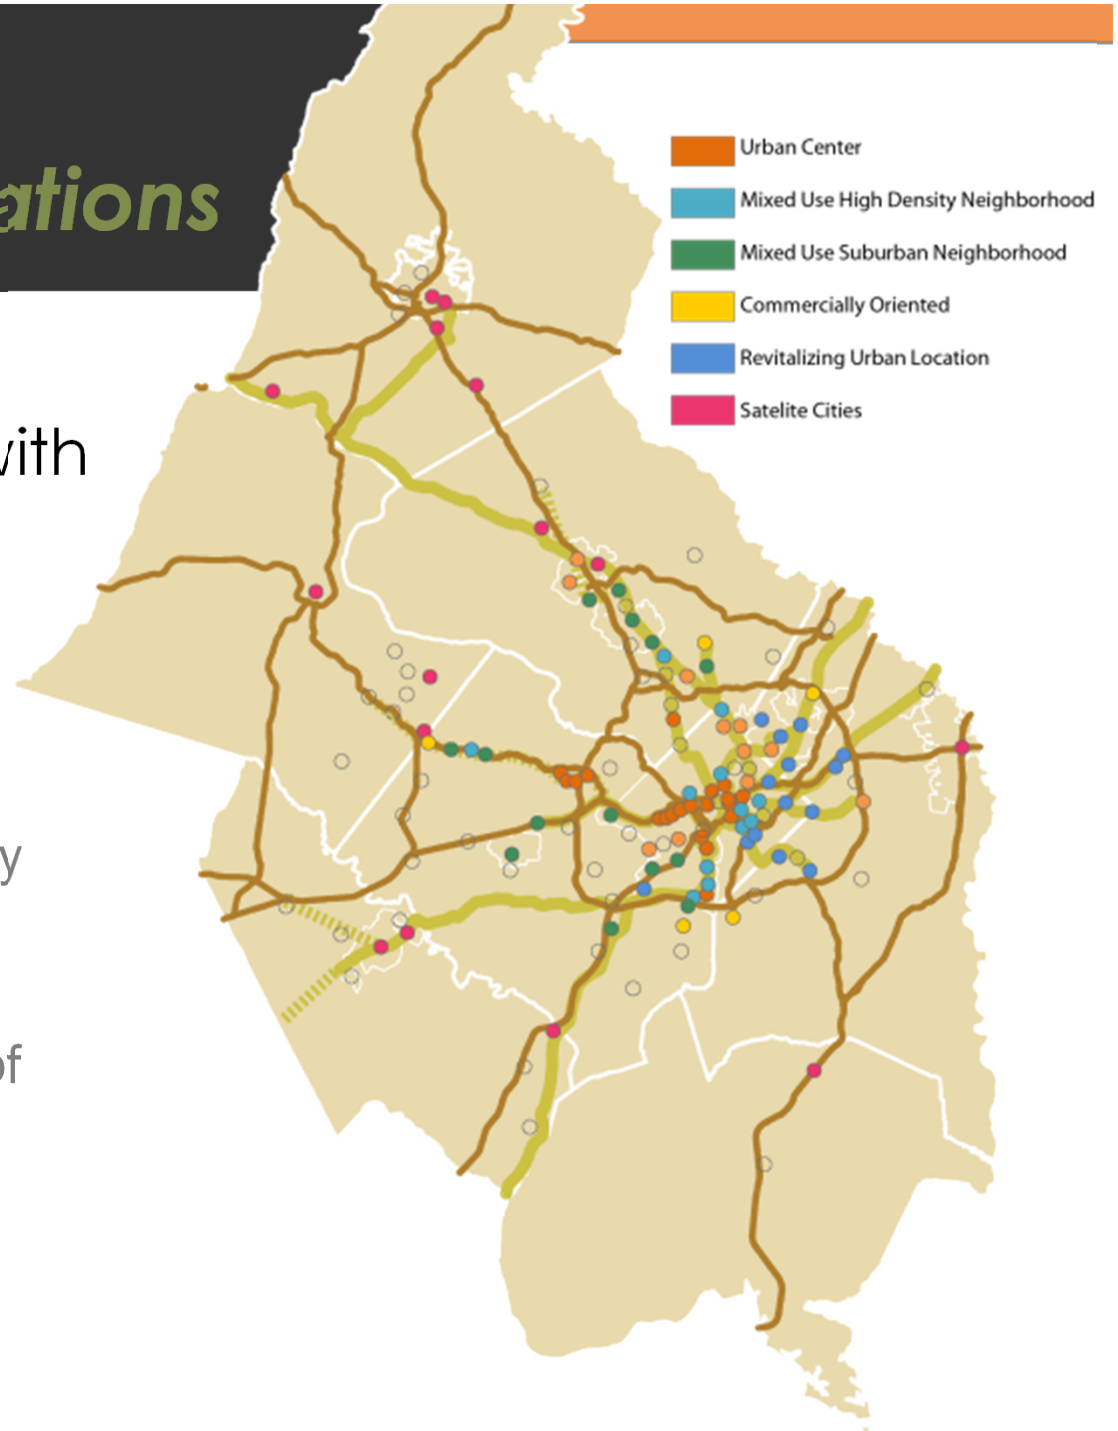 ations
Urban Center
Mixed Use High Density Neighborhood
Mixed Use Suburban Neighborhood
Commercially Oriented
Revitalizing Urban Location
Satelite Cities
with
y
of